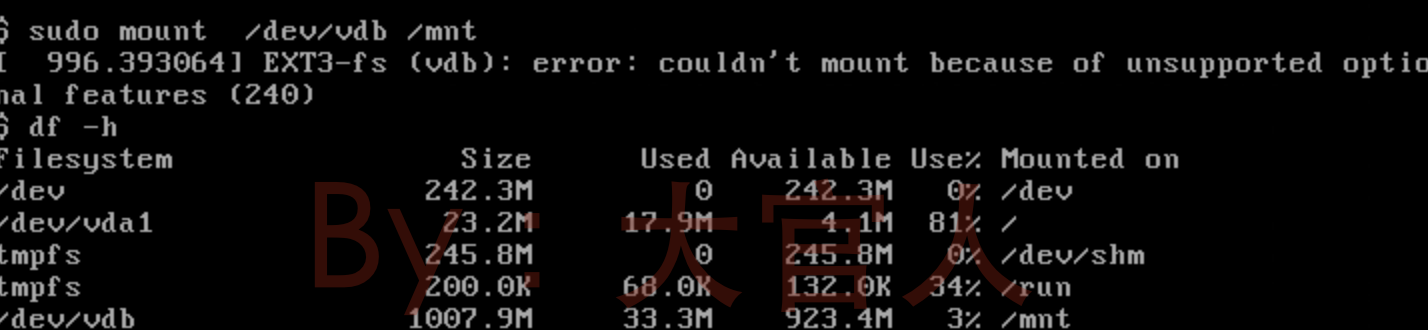 $ sudo mount  /dev/vdb /mnt
[  996.393064] EXT3-fs (vdb): error: couldn't mount because of unsupported optio
nal features (240)
$ df -h
Filesystem                Size      Used Available Use% Mounted on
/dev                    242.3M         0    242.3M   0% /dev
/dev/vda1                23.2M     17.9M      4.1M  81% /
tmpfs                   245.8M         0    245.8M   0% /dev/shm
tmpfs                   200.0K     68.0K    132.0K  34% /run
/dev/vdb               1007.9M     33.3M    923.4M   3% /mnt
By: 大官人